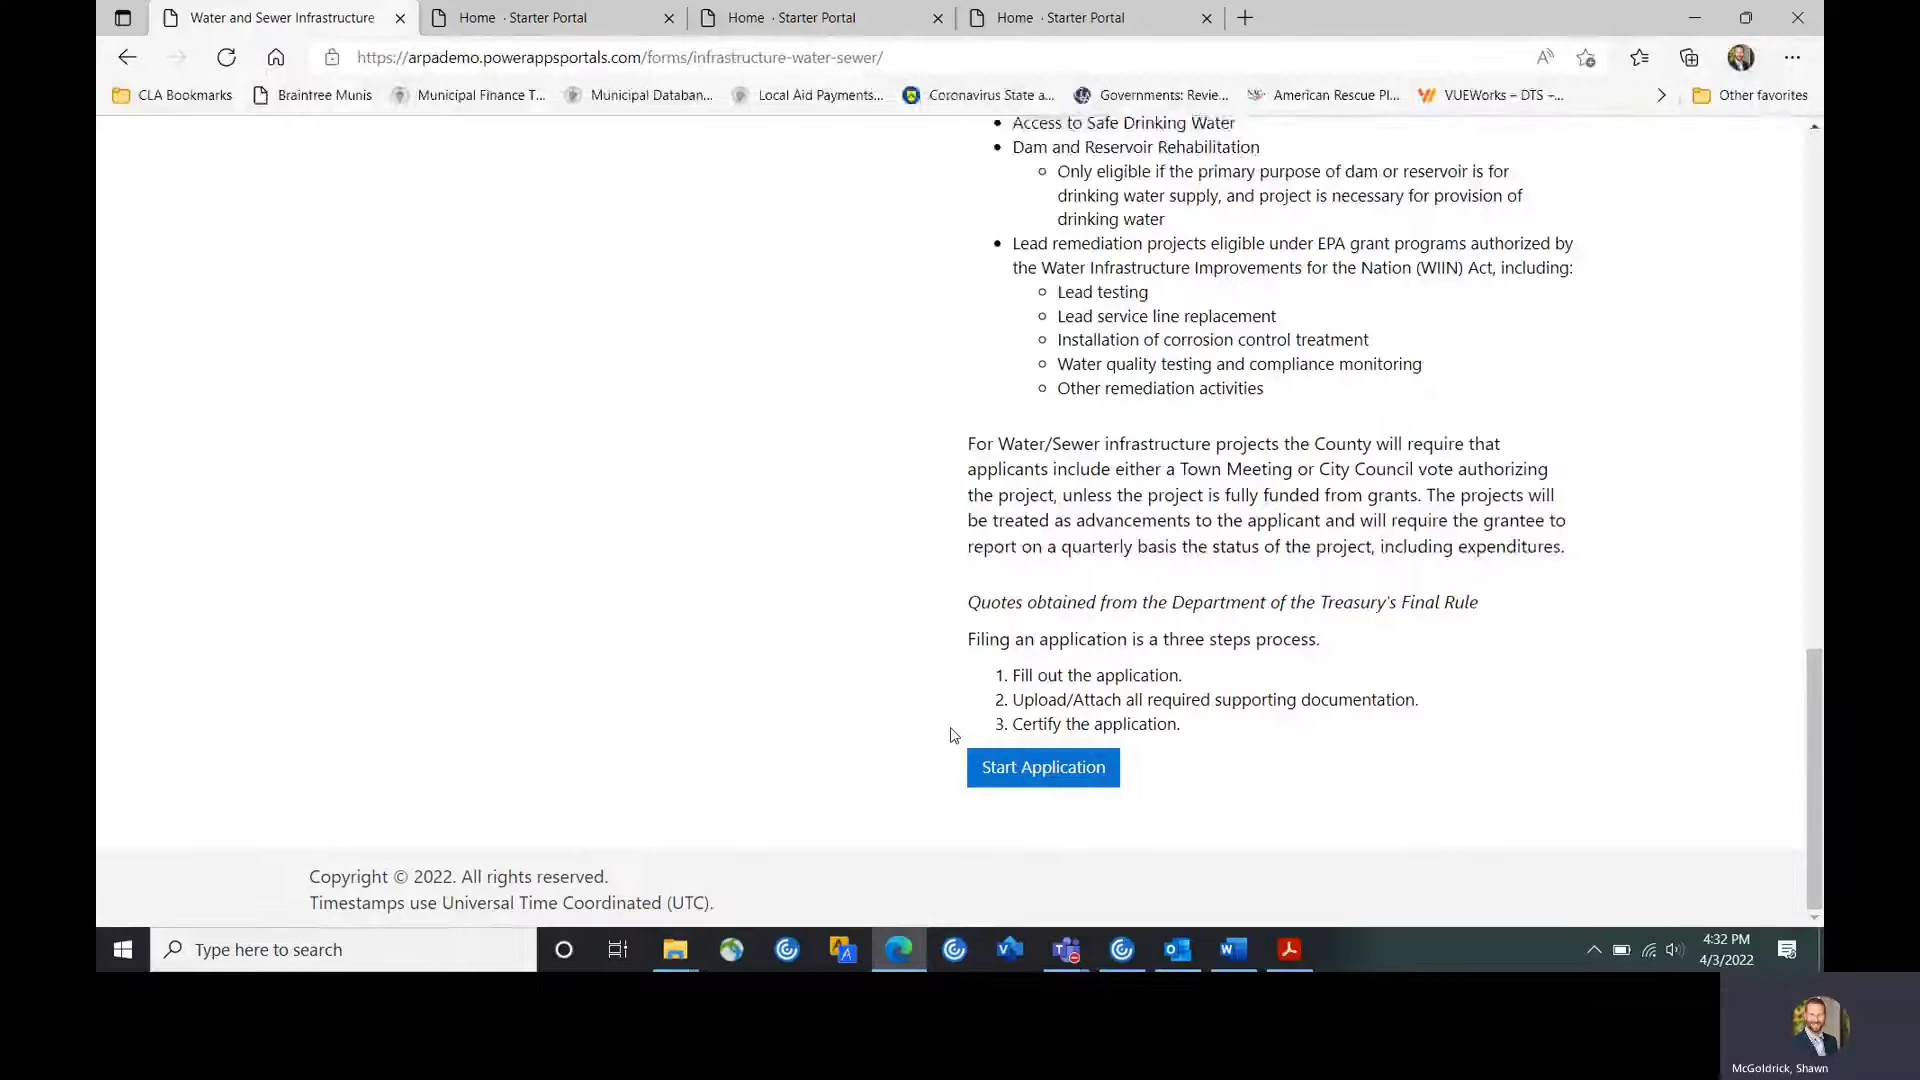 Water and Sewer Infrastructure
Home · Starter Portal
Home · Starter Portal
Home · Starter Portal
https://arpademo.powerappsportals.com/forms/infrastructure-water-sewer/
CLA Bookmarks
Braintree Munis
Municipal Finance T...
Municipal Databan...
Local Aid Payments...
Coronavirus State a...
Governments: Revie...
American Rescue Pl...
VUEWorks – DTS –...
Other favorites
• Access to Safe Drinking Water
• Dam and Reservoir Rehabilitation
Only eligible if the primary purpose of dam or reservoir is for
drinking water supply, and project is necessary for provision of
drinking water
• Lead remediation projects eligible under EPA grant programs authorized by
the Water Infrastructure Improvements for the Nation (WIIN) Act, including:
Lead testing
Lead service line replacement
Installation of corrosion control treatment
Water quality testing and compliance monitoring
Other remediation activities
For Water/Sewer infrastructure projects the County will require that
applicants include either a Town Meeting or City Council vote authorizing
the project, unless the project is fully funded from grants. The projects will
be treated as advancements to the applicant and will require the grantee to
report on a quarterly basis the status of the project, including expenditures.
Quotes obtained from the Department of the Treasury's Final Rule
Filing an application is a three steps process.
1. Fill out the application.
2. Upload/Attach all required supporting documentation.
3. Certify the application.
Start Application
Copyright © 2022. All rights reserved.
Timestamps use Universal Time Coordinated (UTC).
Type here to search
4:32 PM
4/3/2022
McGoldrick, Shawn